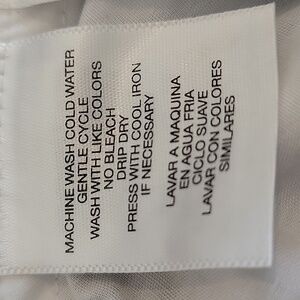 MACHINE WASH COLD WATER
GENTLE CYCLE
WASH WITH LIKE COLORS
NO BLEACH
DRIP DRY
PRESS WITH COOL IRON
IF NECESSARY
LAVAR A MAQUINA
EN AGUA FRIA
CICLO SUAVE
LAVAR CON COLORES
SIMILARES